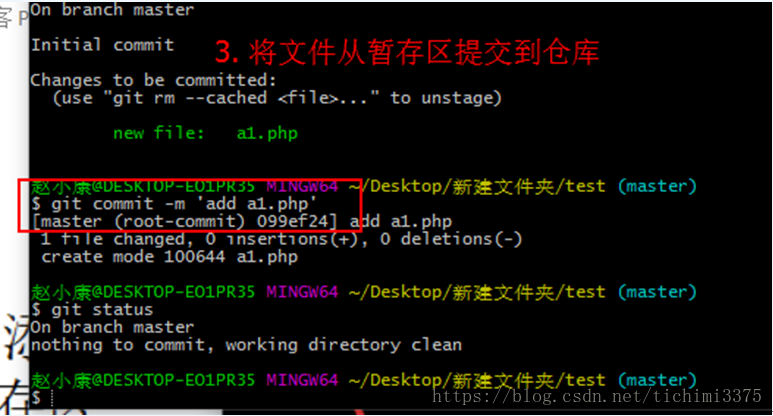 客 P
On branch master
Initial commit
3. 将文件从暂存区提交到仓库
Changes to be committed:
(use "git rm --cached <file>..." to unstage)
new file: a1.php
赵小康@DESKTOP-EO1PR35 MINGW64 ~/Desktop/新建文件夹/test (master)
$ git commit -m 'add a1.php'
[master (root-commit) 099ef24] add a1.php
1 file changed, 0 insertions(+), 0 deletions(-)
create mode 100644 a1.php
赵小康@DESKTOP-EO1PR35 MINGW64 ~/Desktop/新建文件夹/test (master)
$ git status
On branch master
nothing to commit, working directory clean
赵小康@DESKTOP-EO1PR35 MINGW64 ~/Desktop/新建文件夹/test (master)
$
https://blog.csdn.net/tichimi3375